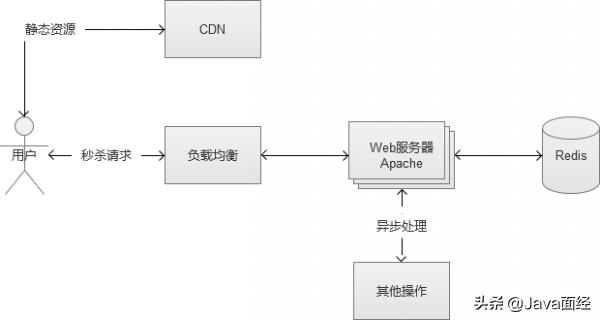 静态资源
CDN
用户
秒杀请求
负载均衡
Web服务器
Apache
Redis
异步处理
其他操作
头条 @Java面经